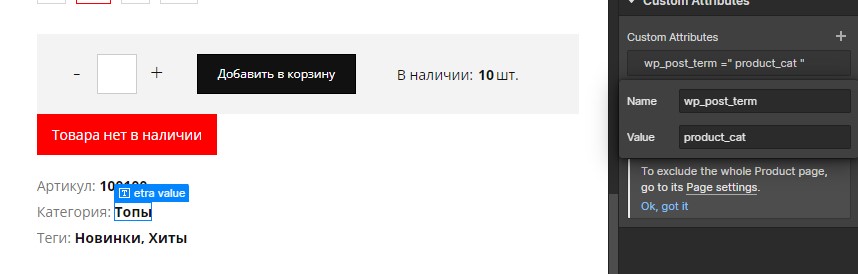 Custom Attributes
Custom Attributes +
wp_post_term =" product_cat "
- +
Добавить в корзину
В наличии: 10 шт.
Name wp_post_term
Value product_cat
Товара нет в наличии
To exclude the whole Product page,
go to its Page settings.
Ok, got it
Артикул:
etra value
Категория: Топы
Теги: Новинки, Хиты